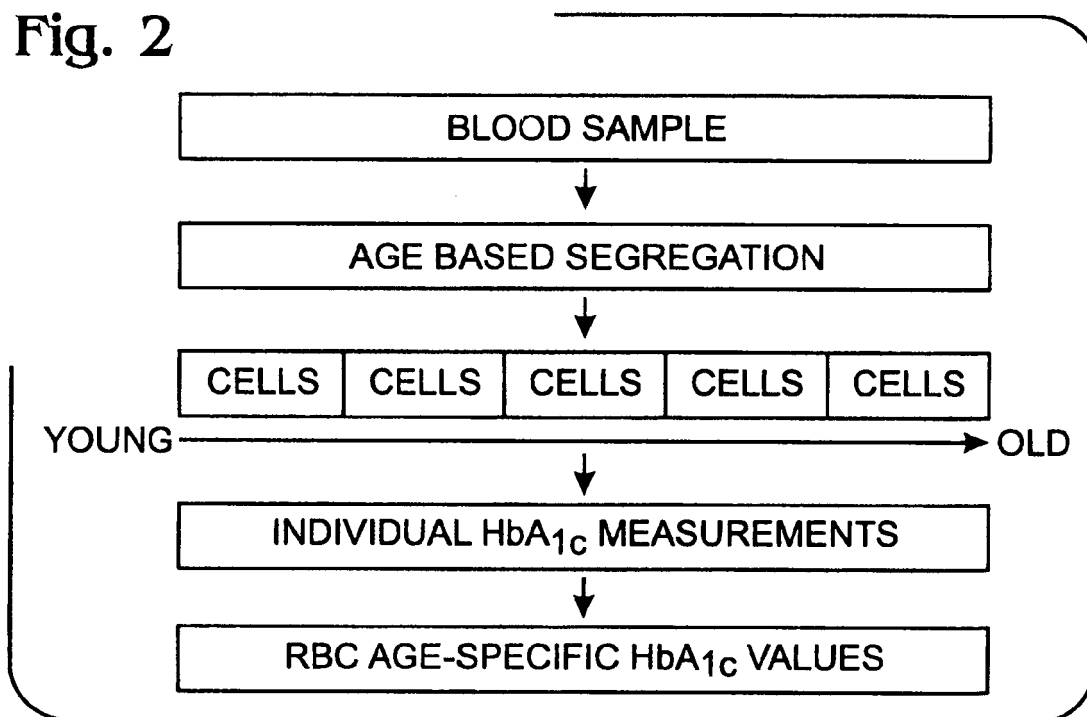 Fig. 2
BLOOD SAMPLE
AGE BASED SEGREGATION
CELLS CELLS CELLS CELLS CELLS
YOUNG OLD
INDIVIDUAL HbA1c MEASUREMENTS
RBC AGE-SPECIFIC HbA1c VALUES